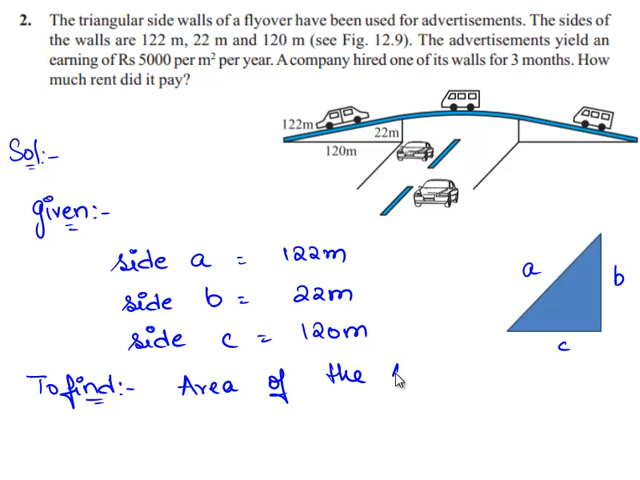 2. The triangular side walls of a flyover have been used for advertisements. The sides of
the walls are 122 m, 22 m and 120 m (see Fig. 12.9). The advertisements yield an
earning of Rs 5000 per m² per year. A company hired one of its walls for 3 months. How
much rent did it pay?
122m
22m
120m
Sol:-
given:-
side a = 122m
side b = 22m
side c = 120m
a
b
c
To find:- Area of the